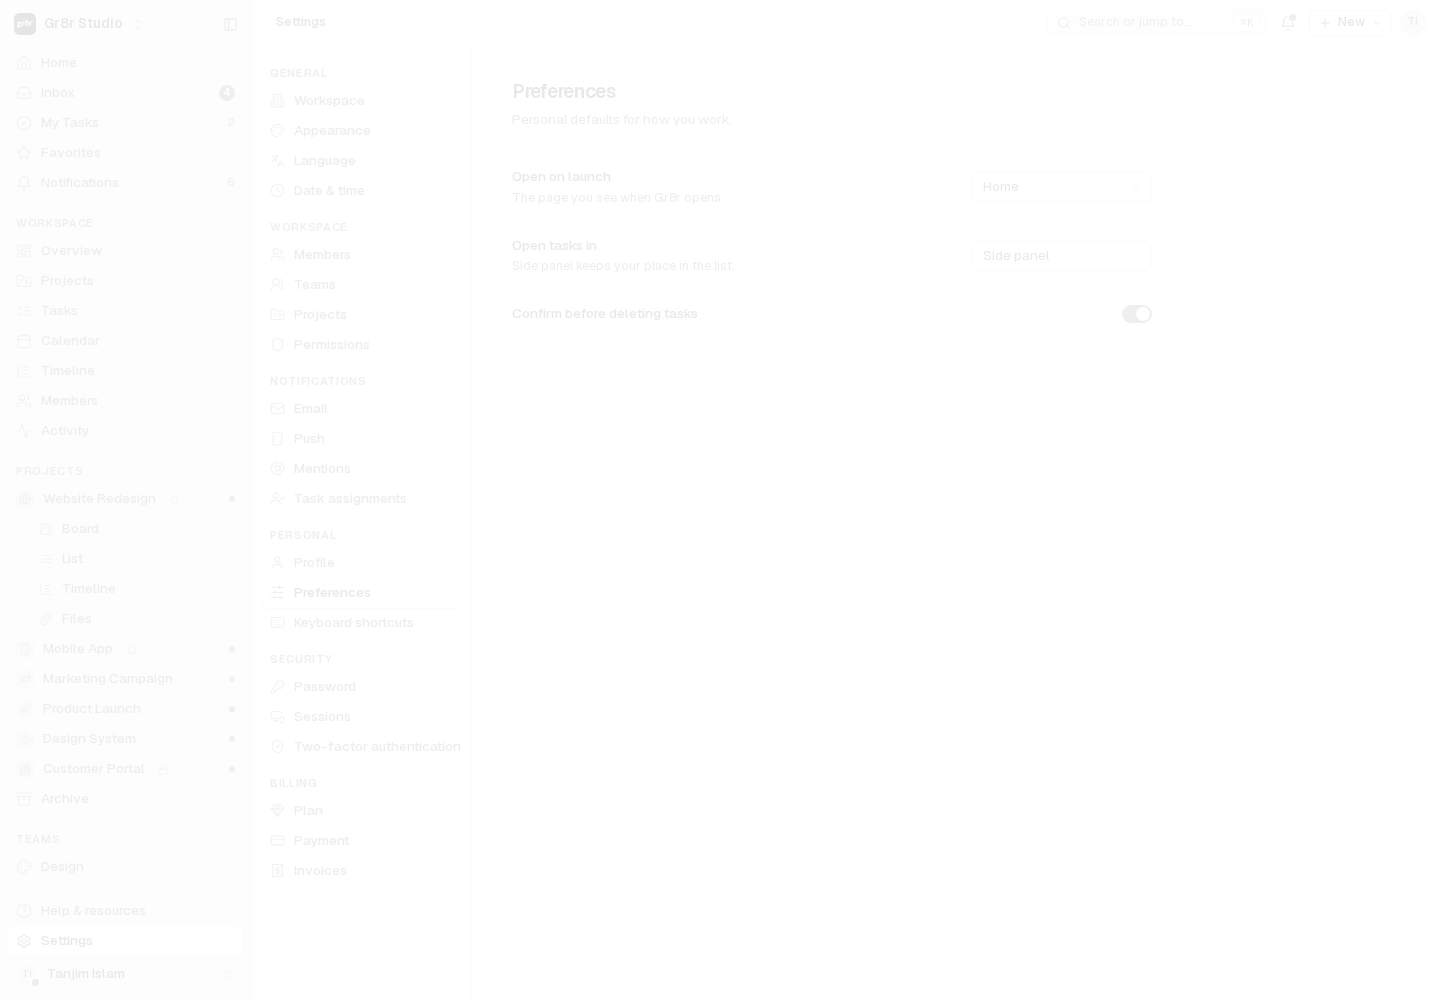 Gr8r Studio
Home
Inbox 4
My Tasks 2
Favorites
Notifications 6
WORKSPACE
Overview
Projects
Tasks
Calendar
Timeline
Members
Activity
PROJECTS
Website Redesign
Board
List
Timeline
Files
Mobile App
Marketing Campaign
Product Launch
Design System
Customer Portal
Archive
TEAMS
Design
Help & resources
Settings
TI Tanjim Islam
Settings
Search or jump to... ⌘K
New
TI
GENERAL
Workspace
Appearance
Language
Date & time
WORKSPACE
Members
Teams
Projects
Permissions
NOTIFICATIONS
Email
Push
Mentions
Task assignments
PERSONAL
Profile
Preferences
Keyboard shortcuts
SECURITY
Password
Sessions
Two-factor authentication
BILLING
Plan
Payment
Invoices
Preferences
Personal defaults for how you work.
Open on launch
The page you see when Gr8r opens.
Home
Open tasks in
Side panel keeps your place in the list.
Side panel
Confirm before deleting tasks